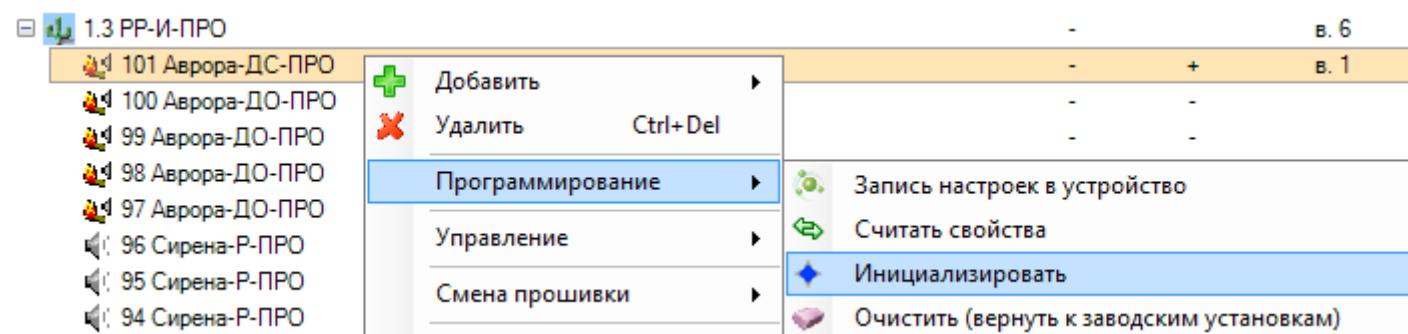 1.3 РР-И-ПРО - в. 6
101 Аврора-ДС-ПРО - + в. 1
Добавить
100 Аврора-ДО-ПРО - -
Удалить Ctrl+Del
99 Аврора-ДО-ПРО - -
98 Аврора-ДО-ПРО
Программирование
Запись настроек в устройство
97 Аврора-ДО-ПРО
Считать свойства
96 Сирена-Р-ПРО
Управление
Инициализировать
95 Сирена-Р-ПРО
Смена прошивки
94 Сирена-Р-ПРО
Очистить (вернуть к заводским установкам)